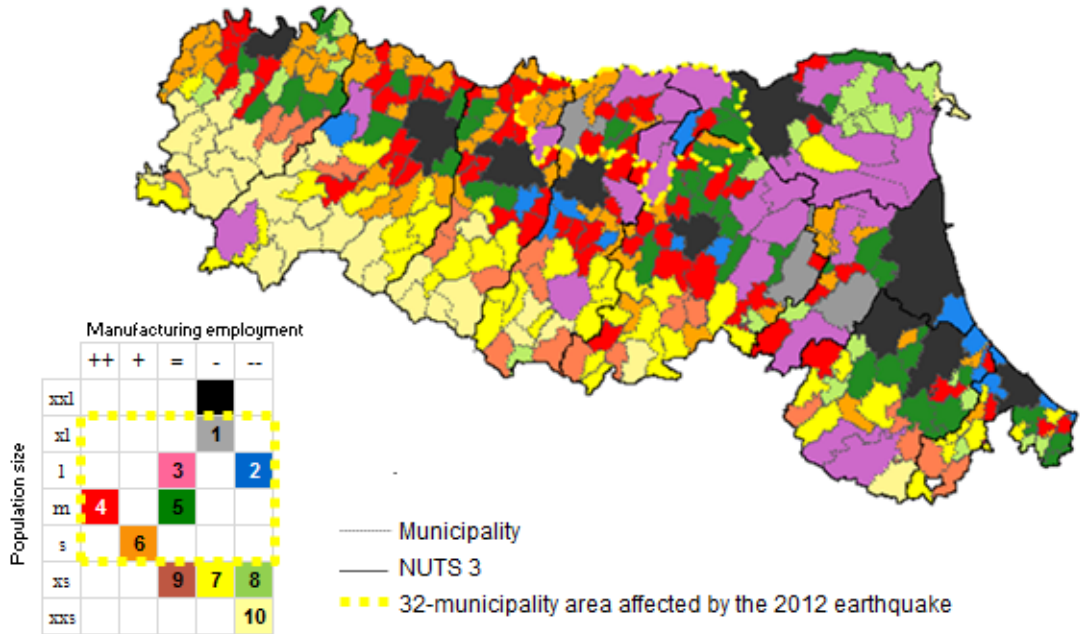 Manufacturing employment
++ + = - --
Population size
xxl
xl 1
l 3 2
m 4 5
s 6
xs 9 7 8
xxs 10
-
Municipality
NUTS 3
32-municipality area affected by the 2012 earthquake